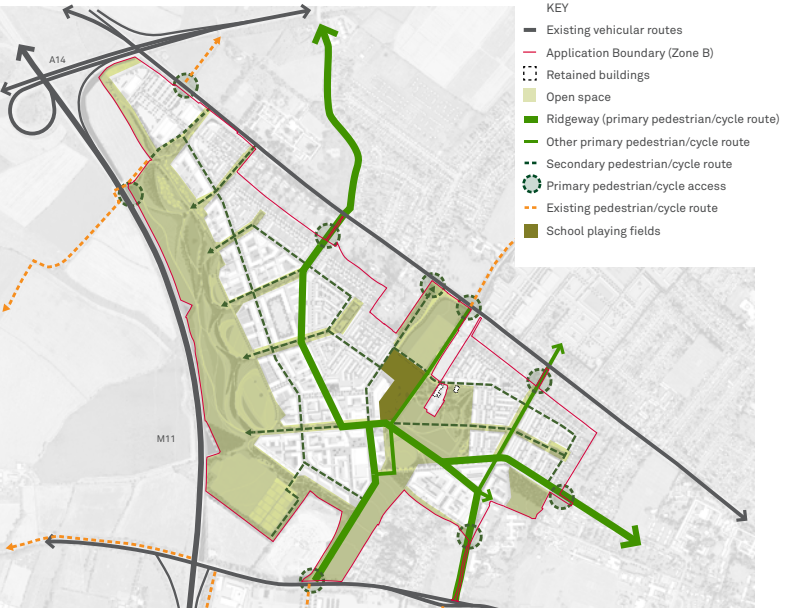 KEY
Existing vehicular routes
Application Boundary (Zone B)
Retained buildings
Open space
Ridgeway (primary pedestrian/cycle route)
Other primary pedestrian/cycle route
Secondary pedestrian/cycle route
Primary pedestrian/cycle access
Existing pedestrian/cycle route
School playing fields
A14
M11